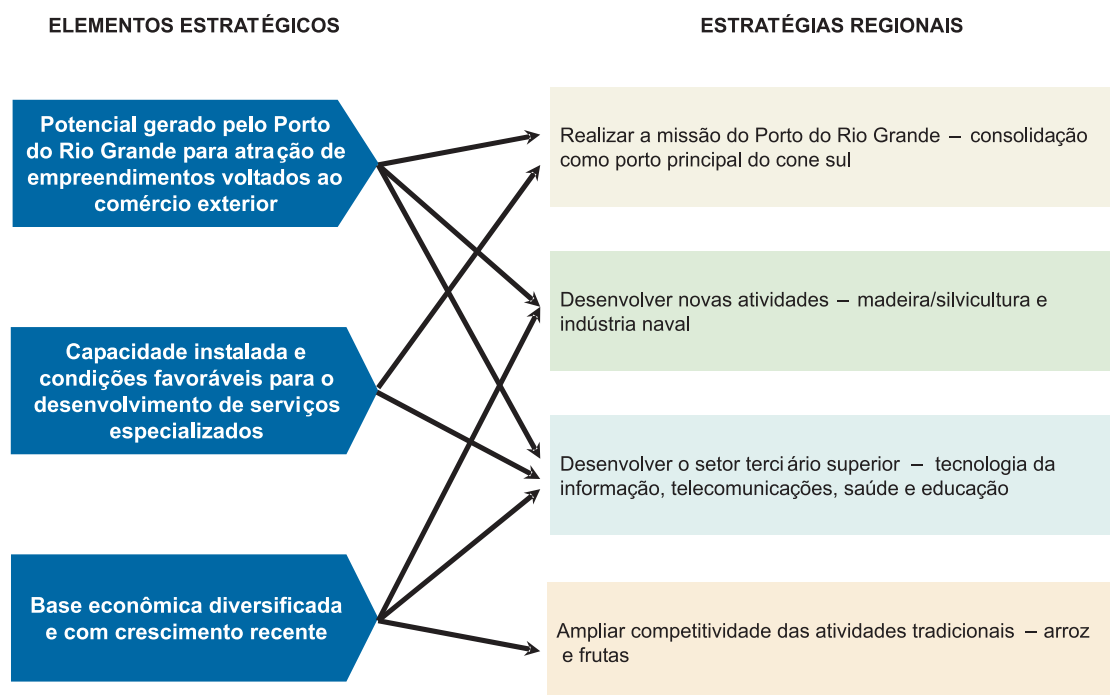 ELEMENTOS ESTRATÉGICOS
ESTRATÉGIAS REGIONAIS
Potencial gerado pelo Porto
do Rio Grande para atração de
empreendimentos voltados ao
comércio exterior
Capacidade instalada e
condições favoráveis para o
desenvolvimento de serviços
especializados
Base econômica diversificada
e com crescimento recente
Realizar a missão do Porto do Rio Grande – consolidação
como porto principal do cone sul
Desenvolver novas atividades – madeira/silvicultura e
indústria naval
Desenvolver o setor terciário superior – tecnologia da
informação, telecomunicações, saúde e educação
Ampliar competitividade das atividades tradicionais – arroz
e frutas